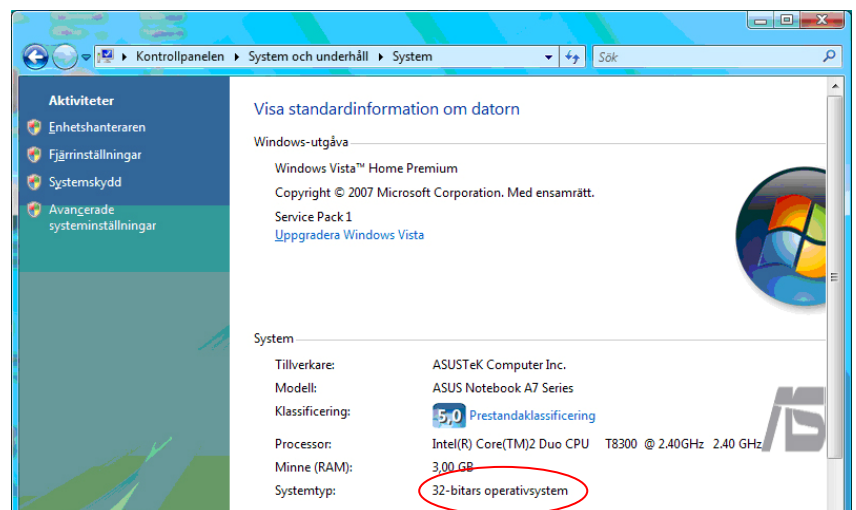 Kontrollpanelen ▸ System och underhåll ▸ System
Sök
Aktiviteter
Enhetshanteraren
Fjärrinställningar
Systemskydd
Avancerade
systeminställningar
Visa standardinformation om datorn
Windows-utgåva
Windows Vista™ Home Premium
Copyright © 2007 Microsoft Corporation. Med ensamrätt.
Service Pack 1
Uppgradera Windows Vista
System
Tillverkare: ASUSTeK Computer Inc.
Modell: ASUS Notebook A7 Series
Klassificering: 5,0 Prestandaklassificering
Processor: Intel(R) Core(TM)2 Duo CPU T8300 @ 2.40GHz 2.40 GHz
Minne (RAM): 3,00 GB
Systemtyp: 32-bitars operativsystem